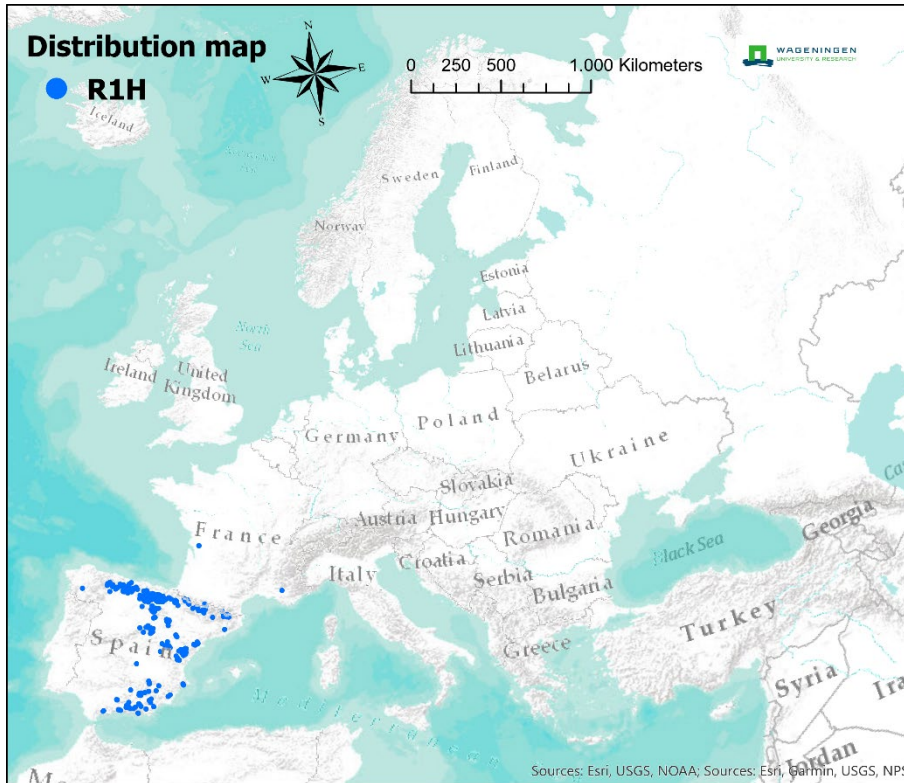 Distribution map
R1H
N
W
E
S
0 250 500 1.000 Kilometers
WAGENINGEN
UNIVERSITY & RESEARCH
Iceland
Sweden
Finland
Norway
Estonia
North
Sea
Latvia
Lithuania
Ireland
United
Kingdom
Belarus
Poland
Germany
Ukraine
Slovakia
Austria
Hungary
France
Romania
Croatia
Georgia
Black Sea
Italy
Serbia
Bulgaria
Spain
Turkey
Greece
Syria
Mediterranean
Sources: Esri, USGS, NOAA; Sources: Esri, Garmin, USGS, NPS